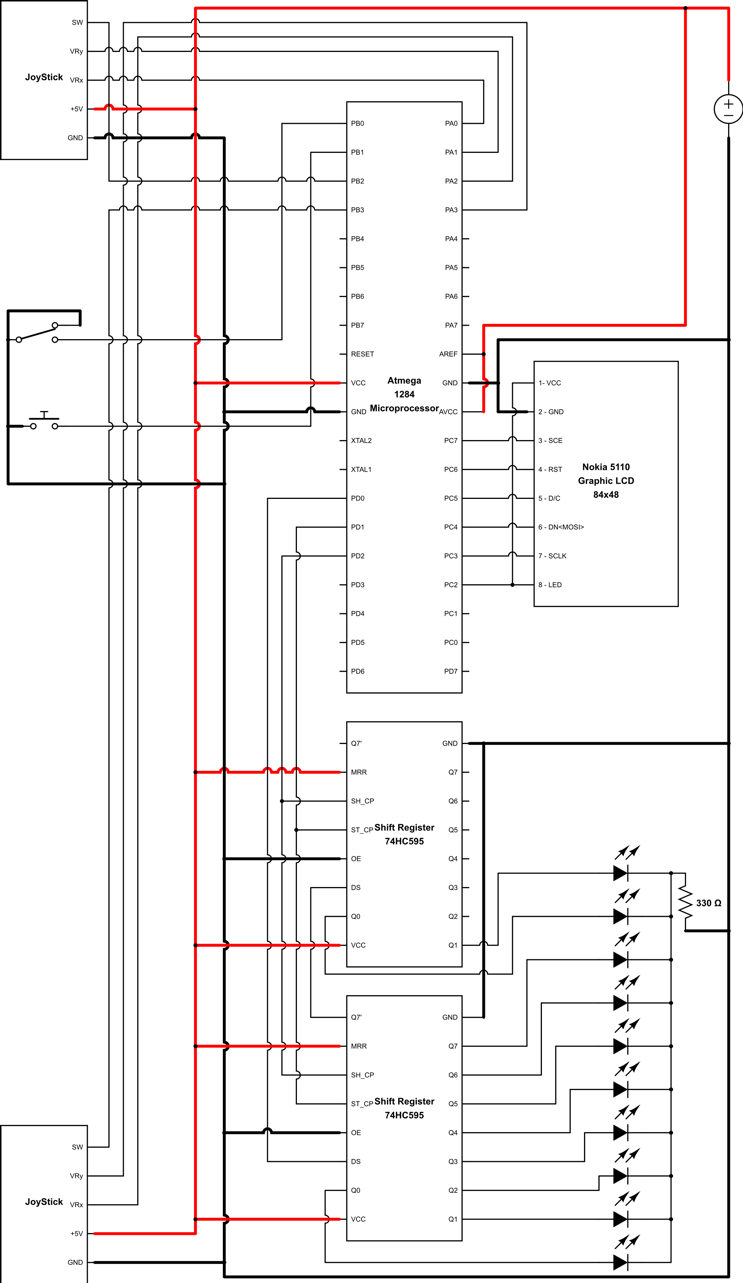 SW
VRy
JoyStick
VRx
+5V
GND
PB0
PA0
PB1
PA1
PB2
PA2
PB3
PA3
PB4
PA4
PB5
PA5
PB6
PA6
PB7
PA7
RESET
AREF
VCC
GND
GND
AVCC
Atmega
1284
Microprocessor
XTAL2
PC7
XTAL1
PC6
PD0
PC5
PD1
PC4
PD2
PC3
PD3
PC2
PD4
PC1
PD5
PC0
PD6
PD7
1- VCC
2 - GND
3 - SCE
4 - RST
5 - D/C
6 - DN<MOSI>
7 - SCLK
8 - LED
Nokia 5110
Graphic LCD
84x48
Q7'
GND
MRR
Q7
SH_CP
Q6
ST_CP
Q5
Shift Register
74HC595
OE
Q4
DS
Q3
Q0
Q2
VCC
Q1
330 Ω
Q7'
GND
MRR
Q7
SH_CP
Q6
ST_CP
Q5
Shift Register
74HC595
OE
Q4
DS
Q3
Q0
Q2
VCC
Q1
SW
VRy
JoyStick
VRx
+5V
GND